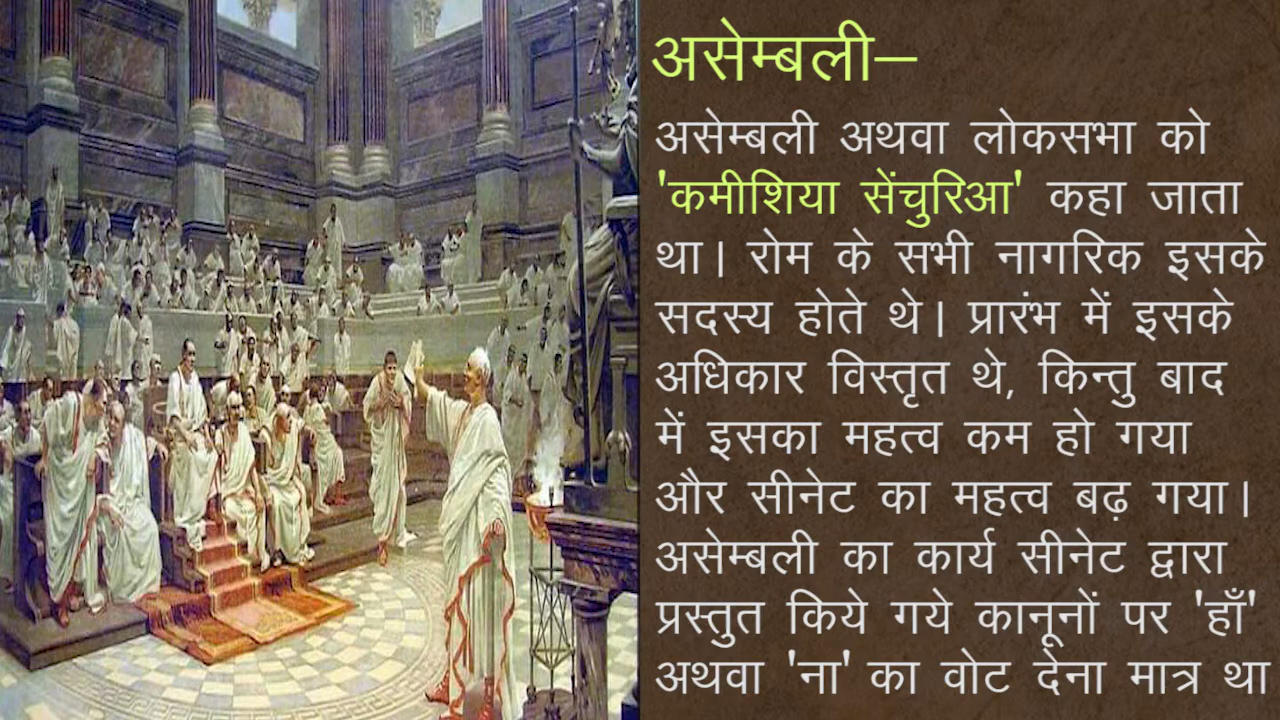 असेम्बली–
असेम्बली अथवा लोकसभा को
'कमीशिया सेंचुरिआ' कहा जाता
था। रोम के सभी नागरिक इसके
सदस्य होते थे। प्रारंभ में इसके
अधिकार विस्तृत थे, किन्तु बाद
में इसका महत्व कम हो गया
और सीनेट का महत्व बढ़ गया।
असेम्बली का कार्य सीनेट द्वारा
प्रस्तुत किये गये कानूनों पर 'हाँ'
अथवा 'ना' का वोट देना मात्र था